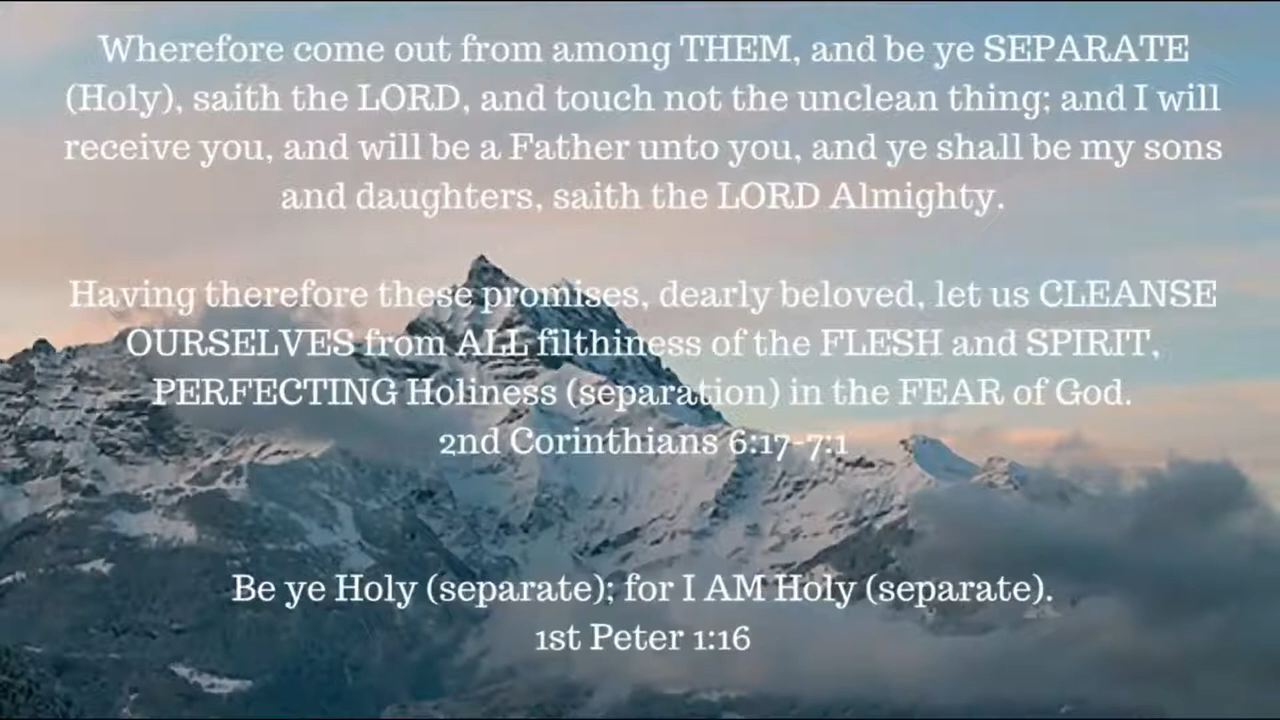 Wherefore come out from among THEM, and be ye SEPARATE
(Holy), saith the LORD, and touch not the unclean thing; and I will
receive you, and will be a Father unto you, and ye shall be my sons
and daughters, saith the LORD Almighty.
Having therefore these promises, dearly beloved, let us CLEANSE
OURSELVES from ALL filthiness of the FLESH and SPIRIT,
PERFECTING Holiness (separation) in the FEAR of God.
2nd Corinthians 6:17-7:1
Be ye Holy (separate); for I AM Holy (separate).
1st Peter 1:16